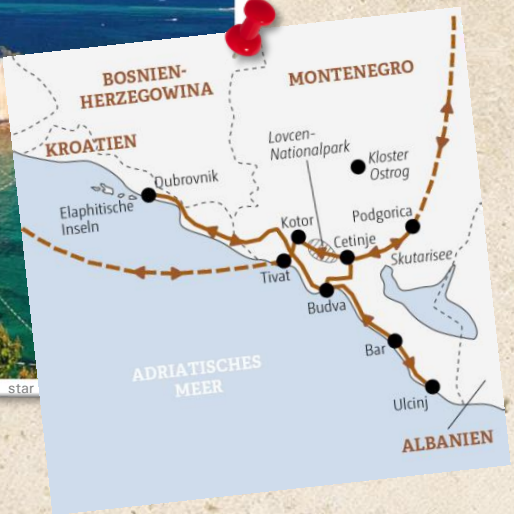 BOSNIEN-
HERZEGOWINA
MONTENEGRO
KROATIEN
Lovcen-
Nationalpark
Kloster
Ostrog
Dubrovnik
Elaphitische
Inseln
Podgorica
Kotor
Cetinje
Skutarisee
Tivat
Budva
ADRIATISCHES
MEER
Bar
star
Ulcinj
ALBANIEN